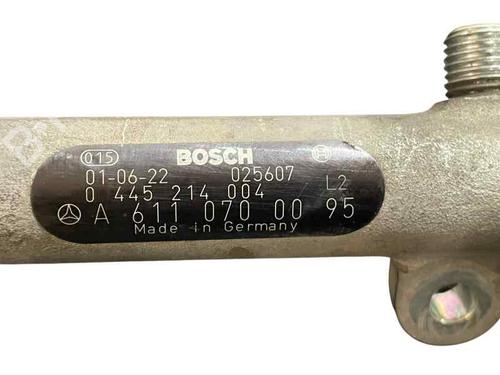 015 BOSCH
01-06-22 025607
0 445 214 004 L2
A 611 070 00 95
Made in Germany